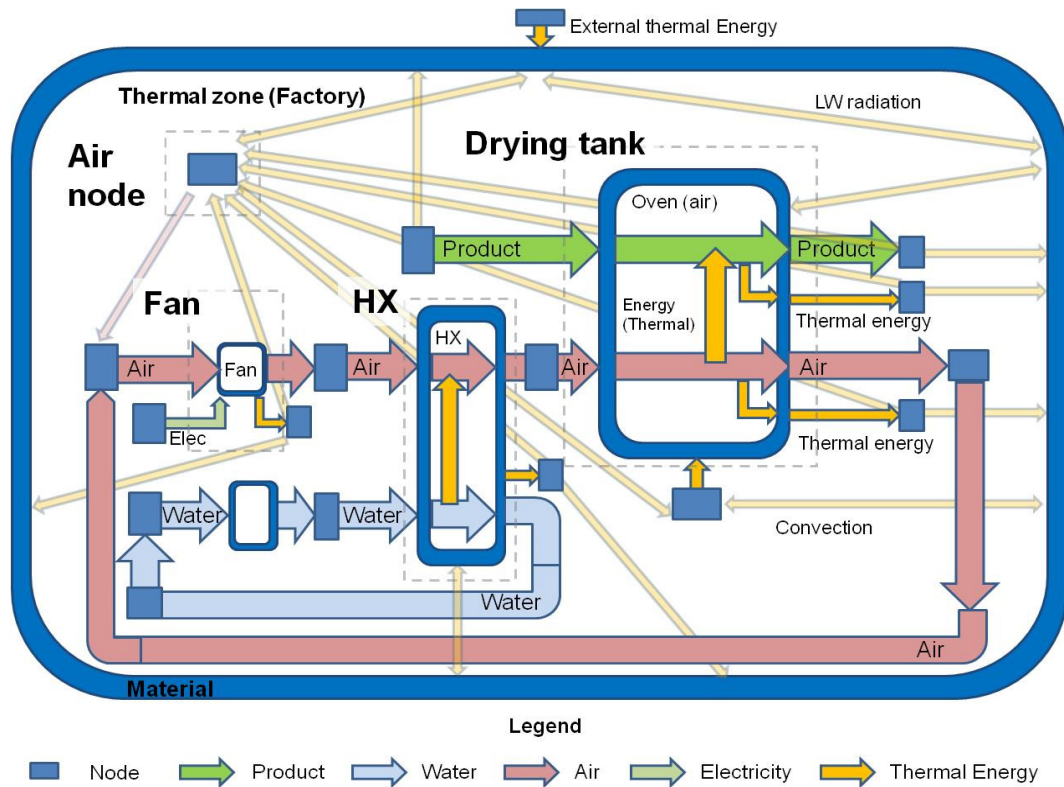 External thermal Energy
Thermal zone (Factory)
LW radiation
Air
node
Drying tank
Oven (air)
Product
Product
Fan
HX
Energy
(Thermal)
Thermal energy
HX
Air
Fan
Air
Air
Air
Elec
Thermal energy
Water
Water
Convection
Water
Air
Material
Legend
Node
Product
Water
Air
Electricity
Thermal Energy